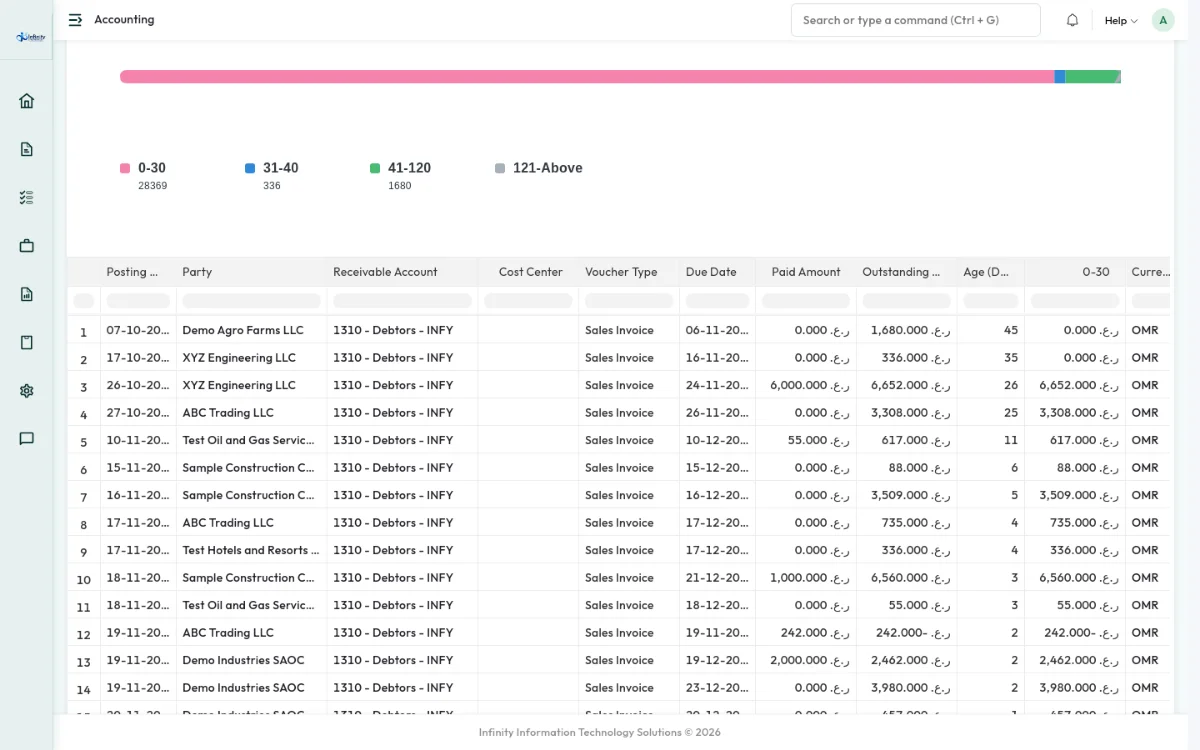 Infinity
Accounting
Search or type a command (Ctrl + G)
Help
A
0-30
28369
31-40
336
41-120
1680
121-Above
Posting ... Party Receivable Account Cost Center Voucher Type Due Date Paid Amount Outstanding ... Age (D... 0-30 Curre...
1 07-10-20... Demo Agro Farms LLC 1310 - Debtors - INFY Sales Invoice 06-11-20... 0.000 ر.ع. 1,680.000 ر.ع. 45 0.000 ر.ع. OMR
2 17-10-20... XYZ Engineering LLC 1310 - Debtors - INFY Sales Invoice 16-11-20... 0.000 ر.ع. 336.000 ر.ع. 35 0.000 ر.ع. OMR
3 26-10-20... XYZ Engineering LLC 1310 - Debtors - INFY Sales Invoice 24-11-20... 6,000.000 ر.ع. 6,652.000 ر.ع. 26 6,652.000 ر.ع. OMR
4 27-10-20... ABC Trading LLC 1310 - Debtors - INFY Sales Invoice 26-11-20... 0.000 ر.ع. 3,308.000 ر.ع. 25 3,308.000 ر.ع. OMR
5 10-11-20... Test Oil and Gas Servic... 1310 - Debtors - INFY Sales Invoice 10-12-20... 55.000 ر.ع. 617.000 ر.ع. 11 617.000 ر.ع. OMR
6 15-11-20... Sample Construction C... 1310 - Debtors - INFY Sales Invoice 15-12-20... 0.000 ر.ع. 88.000 ر.ع. 6 88.000 ر.ع. OMR
7 16-11-20... Sample Construction C... 1310 - Debtors - INFY Sales Invoice 16-12-20... 0.000 ر.ع. 3,509.000 ر.ع. 5 3,509.000 ر.ع. OMR
8 17-11-20... ABC Trading LLC 1310 - Debtors - INFY Sales Invoice 17-12-20... 0.000 ر.ع. 735.000 ر.ع. 4 735.000 ر.ع. OMR
9 17-11-20... Test Hotels and Resorts ... 1310 - Debtors - INFY Sales Invoice 17-12-20... 0.000 ر.ع. 336.000 ر.ع. 4 336.000 ر.ع. OMR
10 18-11-20... Sample Construction C... 1310 - Debtors - INFY Sales Invoice 21-12-20... 1,000.000 ر.ع. 6,560.000 ر.ع. 3 6,560.000 ر.ع. OMR
11 18-11-20... Test Oil and Gas Servic... 1310 - Debtors - INFY Sales Invoice 18-12-20... 0.000 ر.ع. 55.000 ر.ع. 3 55.000 ر.ع. OMR
12 19-11-20... ABC Trading LLC 1310 - Debtors - INFY Sales Invoice 19-11-20... 242.000 ر.ع. 242.000- ر.ع. 2 242.000- ر.ع. OMR
13 19-11-20... Demo Industries SAOC 1310 - Debtors - INFY Sales Invoice 19-12-20... 2,000.000 ر.ع. 2,462.000 ر.ع. 2 2,462.000 ر.ع. OMR
14 19-11-20... Demo Industries SAOC 1310 - Debtors - INFY Sales Invoice 23-12-20... 0.000 ر.ع. 3,980.000 ر.ع. 2 3,980.000 ر.ع. OMR
Infinity Information Technology Solutions © 2026